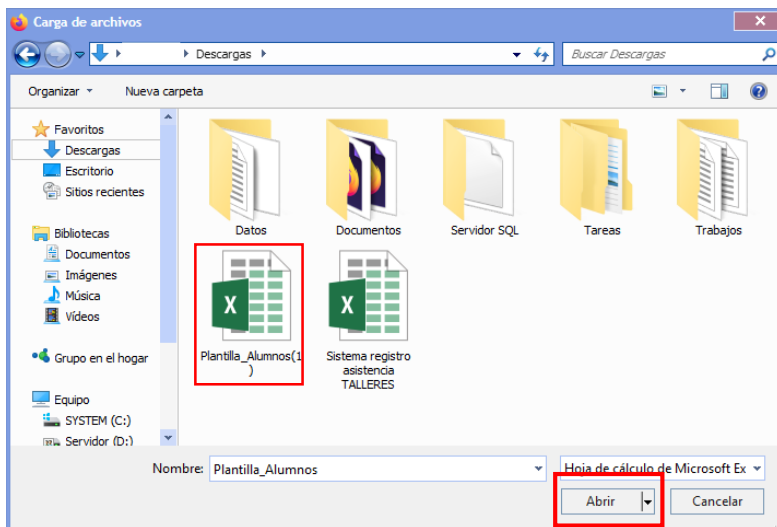 Carga de archivos
Descargas
Buscar Descargas
Organizar
Nueva carpeta
Favoritos
Descargas
Escritorio
Sitios recientes
Bibliotecas
Documentos
Imágenes
Música
Vídeos
Grupo en el hogar
Equipo
SYSTEM (C:)
Servidor (D:)
Datos
Documentos
Servidor SQL
Tareas
Trabajos
Plantilla_Alumnos(1
)
Sistema registro
asistencia
TALLERES
Nombre:
Plantilla_Alumnos
Hoja de cálculo de Microsoft Ex
Abrir
Cancelar